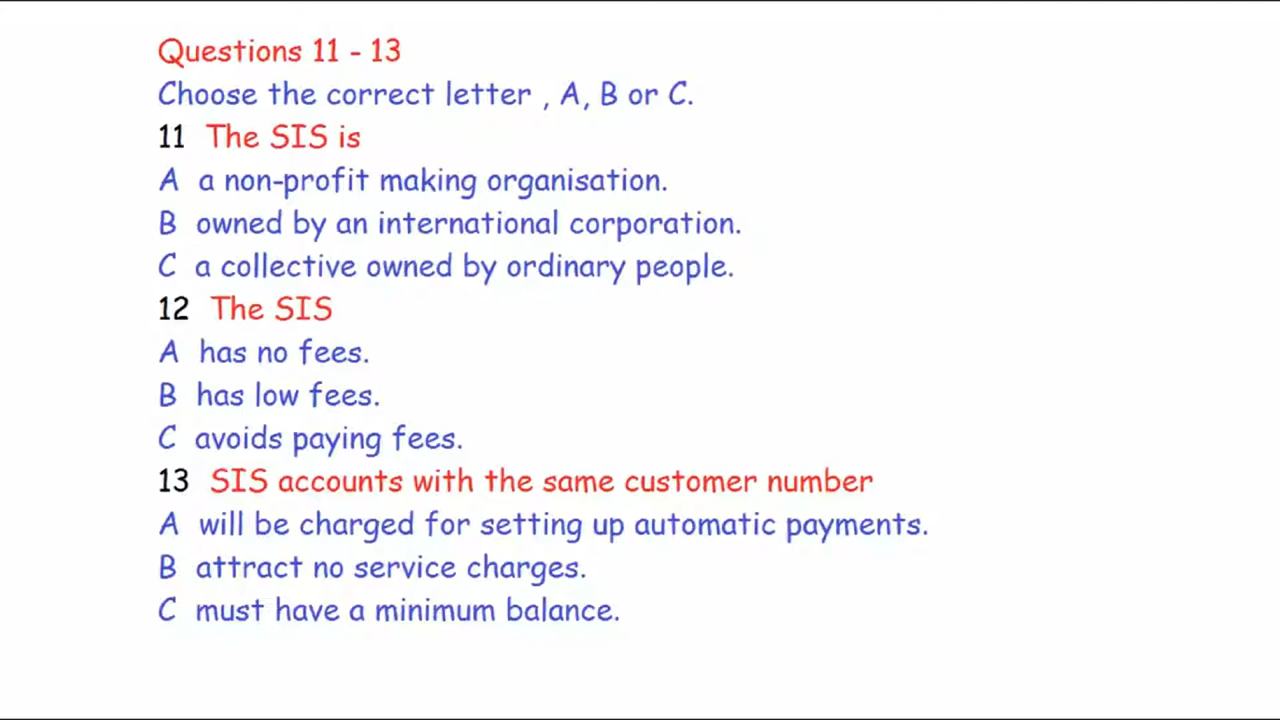 Questions 11 - 13
Choose the correct letter , A, B or C.
11 The SIS is
A a non-profit making organisation.
B owned by an international corporation.
C a collective owned by ordinary people.
12 The SIS
A has no fees.
B has low fees.
C avoids paying fees.
13 SIS accounts with the same customer number
A will be charged for setting up automatic payments.
B attract no service charges.
C must have a minimum balance.